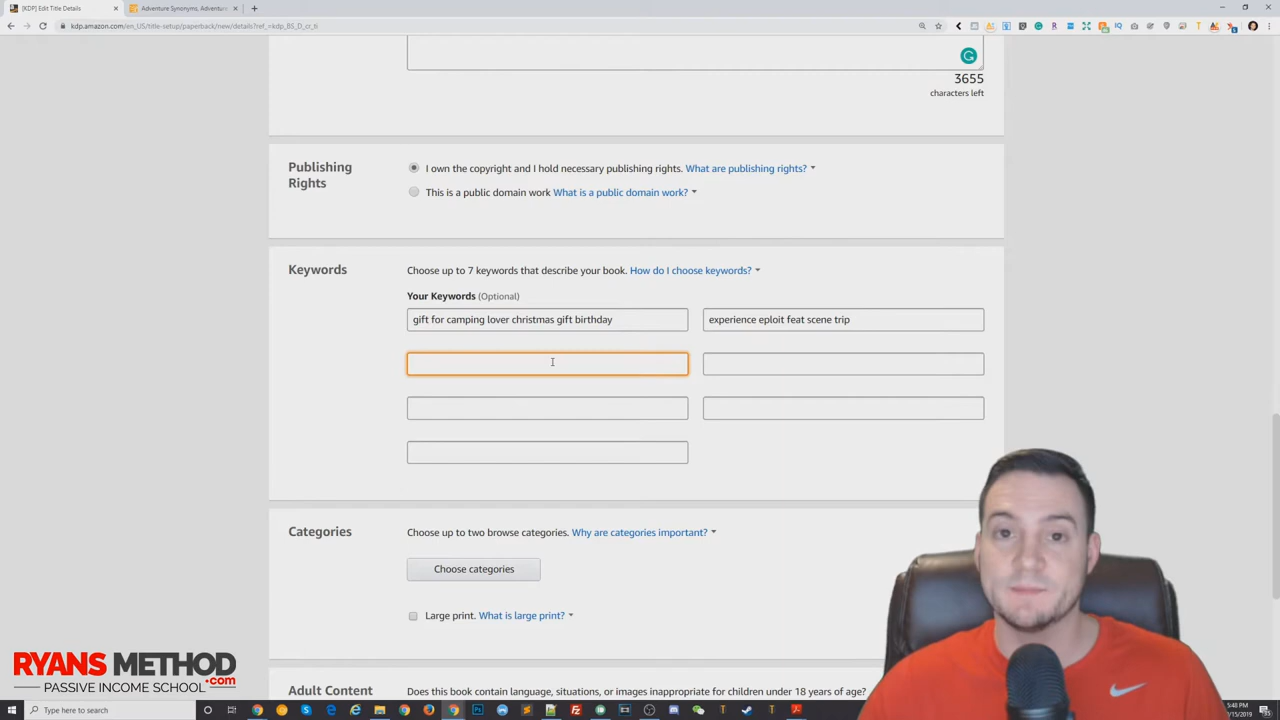 [KDP] Edit Title Details
Adventure Synonyms, Adventure
kdp.amazon.com/en_US/title-setup/paperback/new/details?ref_=kdp_BS_D_cr_ti
3655
characters left
Publishing
Rights
I own the copyright and I hold necessary publishing rights. What are publishing rights?
This is a public domain work What is a public domain work?
Keywords
Choose up to 7 keywords that describe your book. How do I choose keywords?
Your Keywords (Optional)
gift for camping lover christmas gift birthday
experience eploit feat scene trip
Categories
Choose up to two browse categories. Why are categories important?
Choose categories
Large print. What is large print?
Adult Content
Does this book contain language, situations, or images inappropriate for children under 18 years of age?
RYANS METHOD
.com
PASSIVE INCOME SCHOOL
Type here to search
5:48 PM
/15/2019